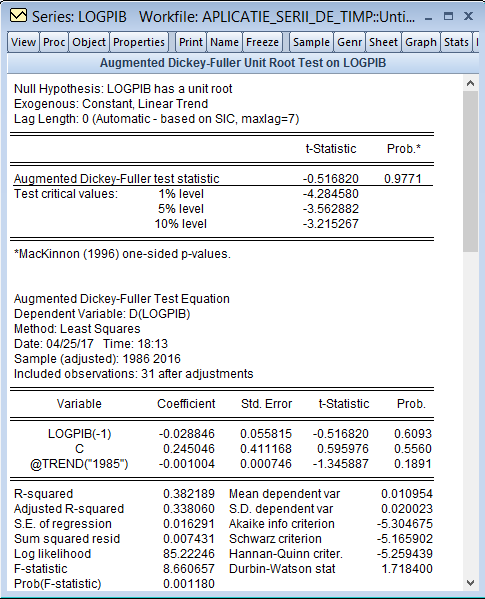 Series: LOGPIB Workfile: APLICATIE_SERII_DE_TIMP::Unti...
View Proc Object Properties Print Name Freeze Sample Genr Sheet Graph Stats
Augmented Dickey-Fuller Unit Root Test on LOGPIB
Null Hypothesis: LOGPIB has a unit root
Exogenous: Constant, Linear Trend
Lag Length: 0 (Automatic - based on SIC, maxlag=7)
t-Statistic Prob.*
Augmented Dickey-Fuller test statistic -0.516820 0.9771
Test critical values: 1% level -4.284580
5% level -3.562882
10% level -3.215267
*MacKinnon (1996) one-sided p-values.
Augmented Dickey-Fuller Test Equation
Dependent Variable: D(LOGPIB)
Method: Least Squares
Date: 04/25/17 Time: 18:13
Sample (adjusted): 1986 2016
Included observations: 31 after adjustments
Variable Coefficient Std. Error t-Statistic Prob.
LOGPIB(-1) -0.028846 0.055815 -0.516820 0.6093
C 0.245046 0.411168 0.595976 0.5560
@TREND("1985") -0.001004 0.000746 -1.345887 0.1891
R-squared 0.382189 Mean dependent var 0.010954
Adjusted R-squared 0.338060 S.D. dependent var 0.020023
S.E. of regression 0.016291 Akaike info criterion -5.304675
Sum squared resid 0.007431 Schwarz criterion -5.165902
Log likelihood 85.22246 Hannan-Quinn criter. -5.259439
F-statistic 8.660657 Durbin-Watson stat 1.718400
Prob(F-statistic) 0.001180